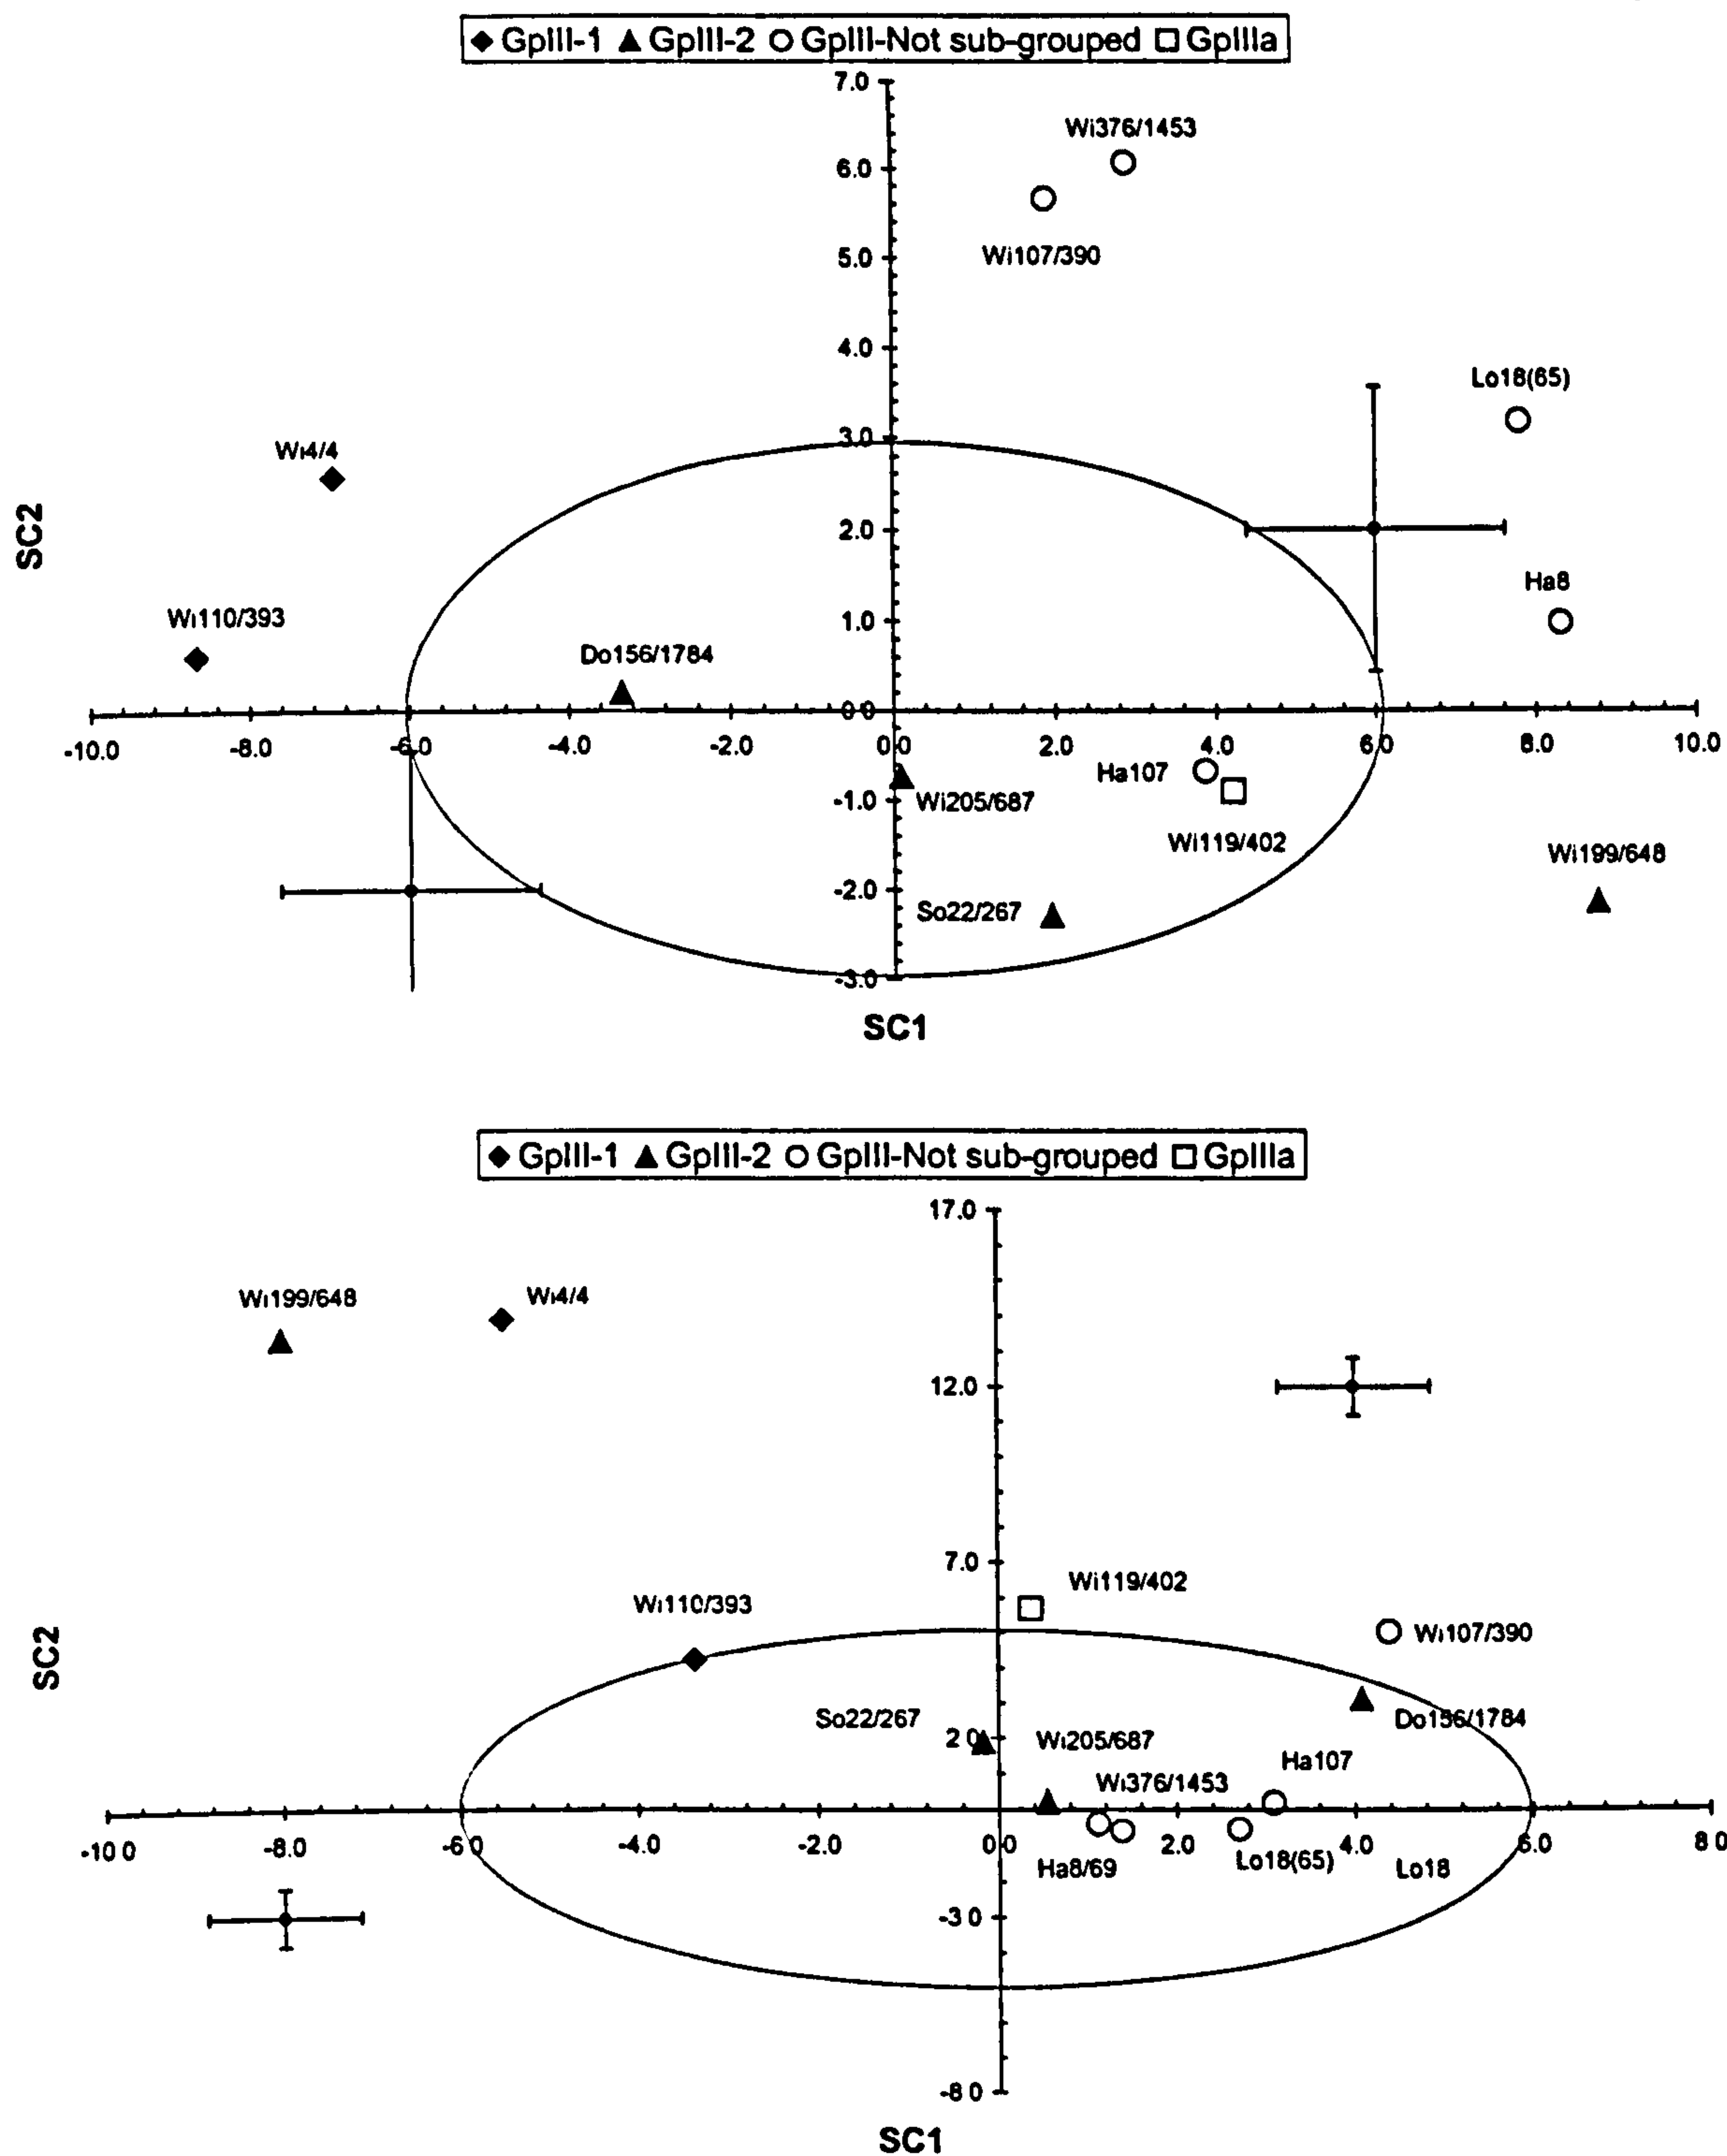 ◆ GpIII-1 ▲ GpIII-2 ○ GpIII-Not sub-grouped □ GpIIIa
7.0
Wi376/1453
6.0
Wi107/390
5.0
4.0
Lo18(65)
3.0
Wi4/4
SC2
2.0
Ha8
Wi110/393
1.0
Do156/1784
0.0
-10.0 -8.0 -6.0 -4.0 -2.0 0.0 2.0 4.0 6.0 8.0 10.0
Ha107
-1.0 Wi205/687
Wi119/402
Wi199/648
-2.0
So22/267
-3.0
SC1
◆ GpIII-1 ▲ GpIII-2 ○ GpIII-Not sub-grouped □ GpIIIa
17.0
Wi199/648 Wi4/4
12.0
7.0
Wi119/402
Wi110/393
Wi107/390
SC2
So22/267
Do156/1784
2 0 Wi205/687
Ha107
Wi376/1453
-10 0 -8.0 -6 0 -4.0 -2.0 0 0 2.0 4.0 6.0 8 0
Ha8/69 Lo18(65) Lo18
-3 0
-8 0
SC1